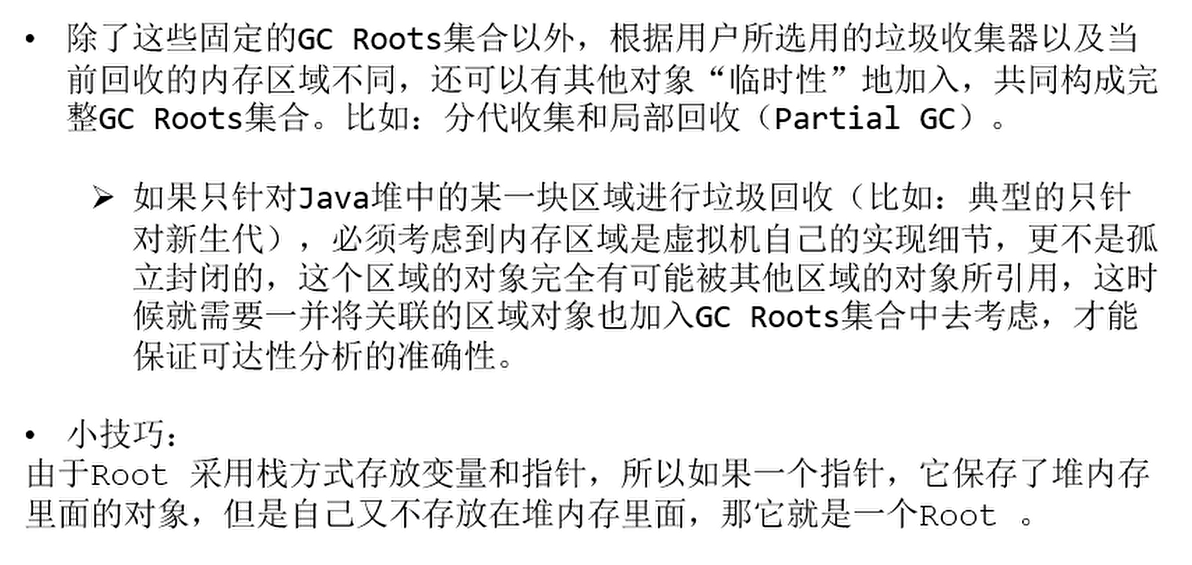 • 除了这些固定的GC Roots集合以外，根据用户所选用的垃圾收集器以及当
前回收的内存区域不同，还可以有其他对象“临时性”地加入，共同构成完
整GC Roots集合。比如：分代收集和局部回收（Partial GC）。
➢ 如果只针对Java堆中的某一块区域进行垃圾回收（比如：典型的只针
对新生代），必须考虑到内存区域是虚拟机自己的实现细节，更不是孤
立封闭的，这个区域的对象完全有可能被其他区域的对象所引用，这时
候就需要一并将关联的区域对象也加入GC Roots集合中去考虑，才能
保证可达性分析的准确性。
• 小技巧：
由于Root 采用栈方式存放变量和指针，所以如果一个指针，它保存了堆内存
里面的对象，但是自己又不存放在堆内存里面，那它就是一个Root 。